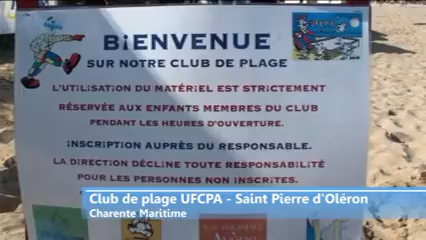 UFCPA
BIENVENUE
SUR NOTRE CLUB DE PLAGE
L'UTILISATION DU MATÉRIEL EST STRICTEMENT
RÉSERVÉE AUX ENFANTS MEMBRES DU CLUB
PENDANT LES HEURES D'OUVERTURE.
INSCRIPTION AUPRÈS DU RESPONSABLE.
LA DIRECTION DÉCLINE TOUTE RESPONSABILITÉ
POUR LES PERSONNES NON INSCRITES.
Club de plage UFCPA - Saint Pierre d'Oléron
Charente Maritime